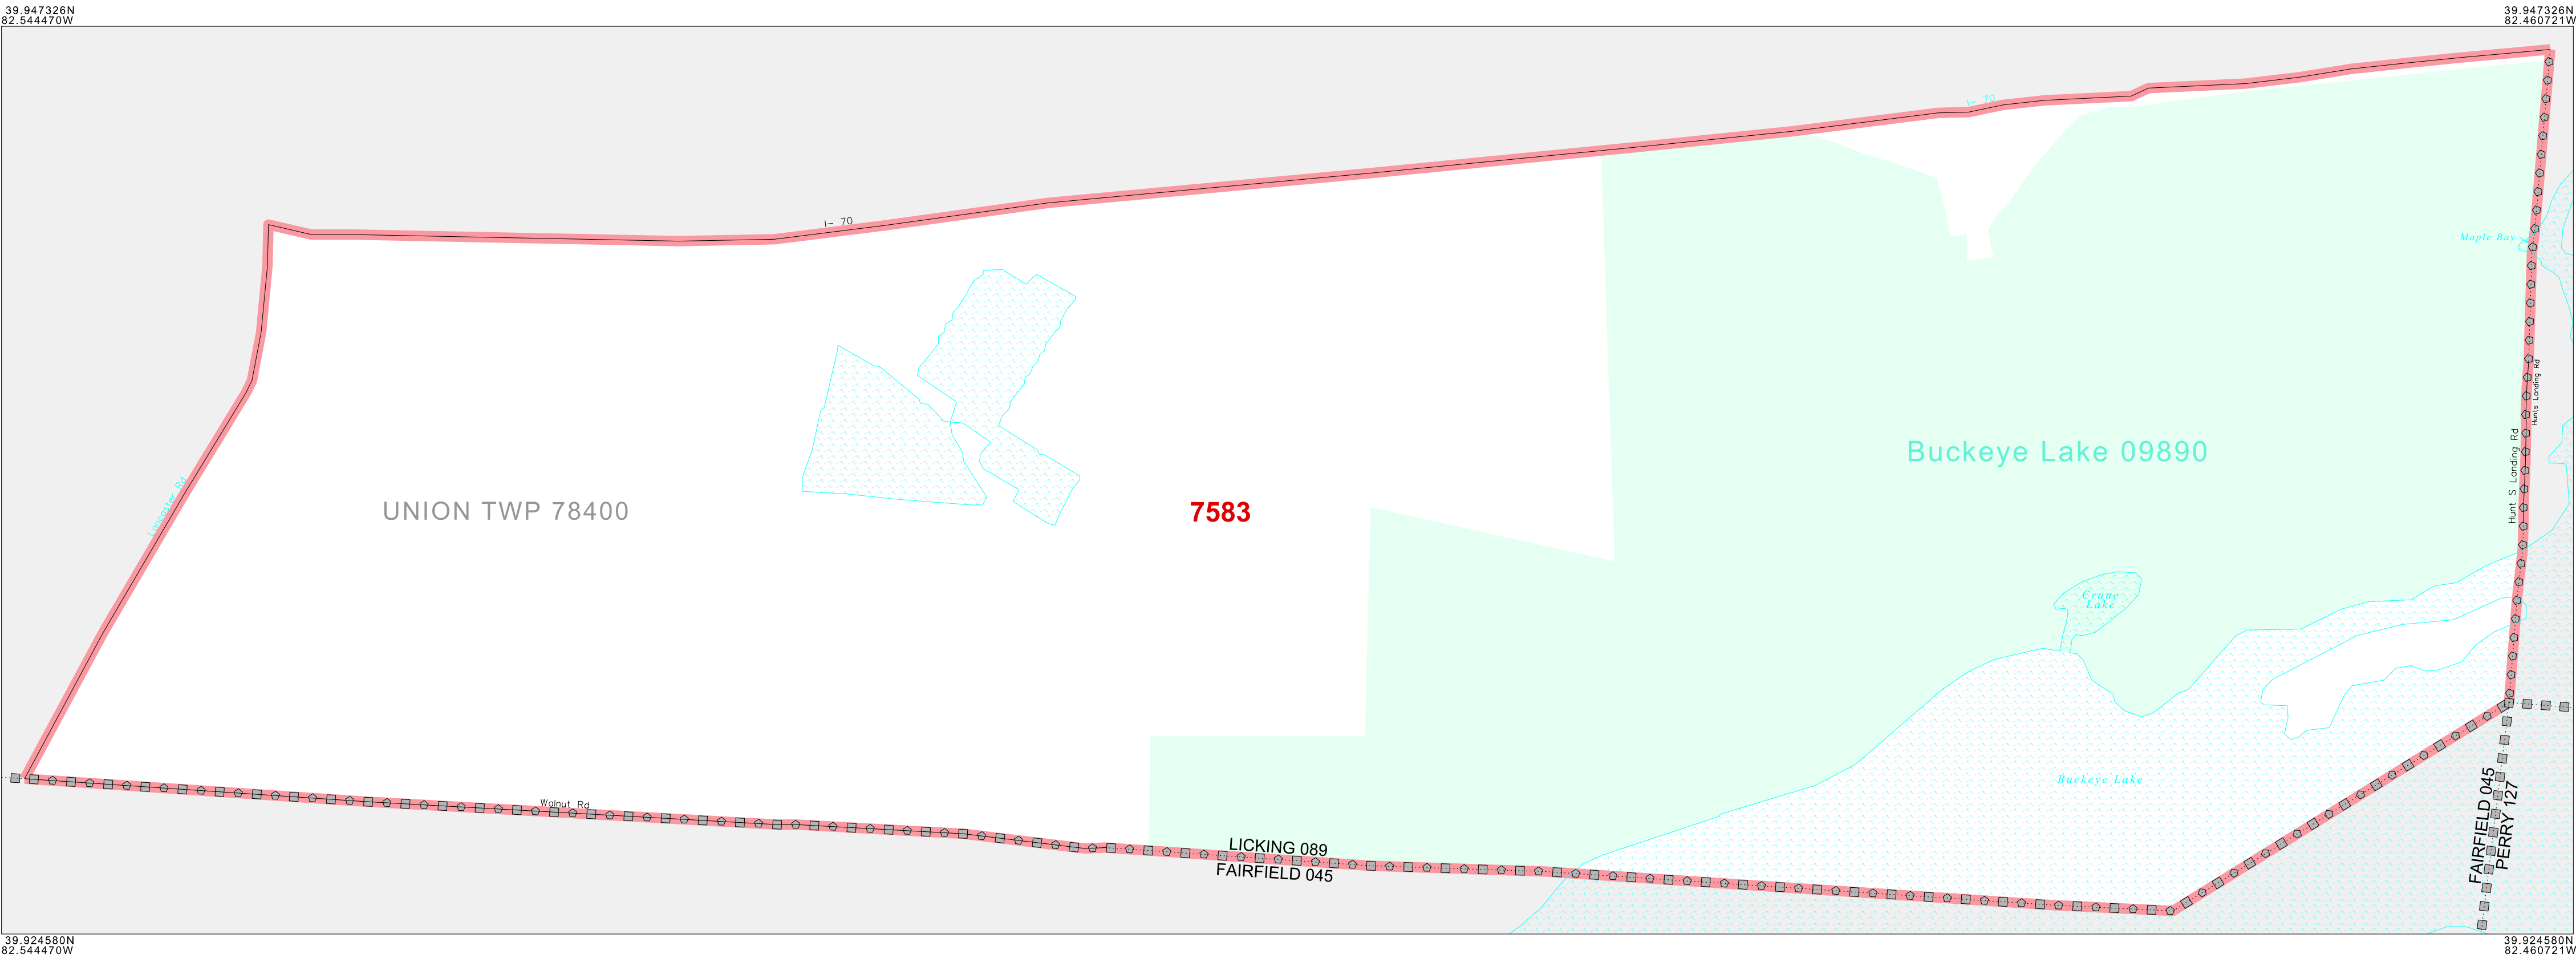 39.947326N
82.544470W
39.947326N
82.460721W
I- 70
I- 70
Maple Bay
Hunts Landing Rd
Hunt S Landing Rd
Buckeye Lake 09890
Lancaster Rd
UNION TWP 78400
7583
Crane
Lake
Buckeye Lake
Walnut Rd
LICKING 089
FAIRFIELD 045
FAIRFIELD 045
PERRY 127
39.924580N
82.544470W
39.924580N
82.460721W